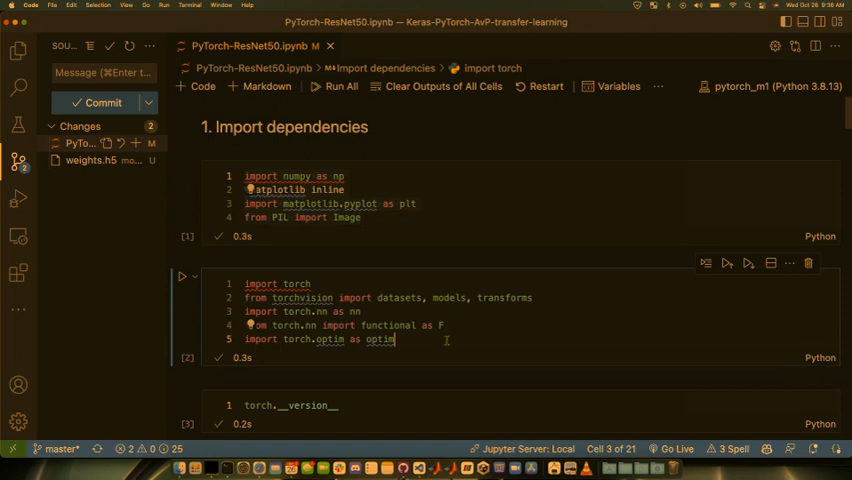 Code File Edit Selection View Go Run Terminal Window Help Wed Oct 26 9:36 AM
PyTorch-ResNet50.ipynb — Keras-PyTorch-AvP-transfer-learning
SOU... PyTorch-ResNet50.ipynb M
PyTorch-ResNet50.ipynb > M Import dependencies > import torch
Message (⌘Enter t...
+ Code + Markdown Run All Clear Outputs of All Cells Restart Variables ... pytorch_m1 (Python 3.8.13)
Commit
Changes 2
PyTo... M
weights.h5 mo... U
2
1. Import dependencies
1 import numpy as np
2 atplotlib inline
3 import matplotlib.pyplot as plt
4 from PIL import Image
[1] 0.3s Python
1 import torch
2 from torchvision import datasets, models, transforms
3 import torch.nn as nn
4 om torch.nn import functional as F
5 import torch.optim as optim
[2] 0.3s Python
1 torch.__version__
[3] 0.2s Python
master* 2 0 25 Jupyter Server: Local Cell 3 of 21 Go Live 3 Spell